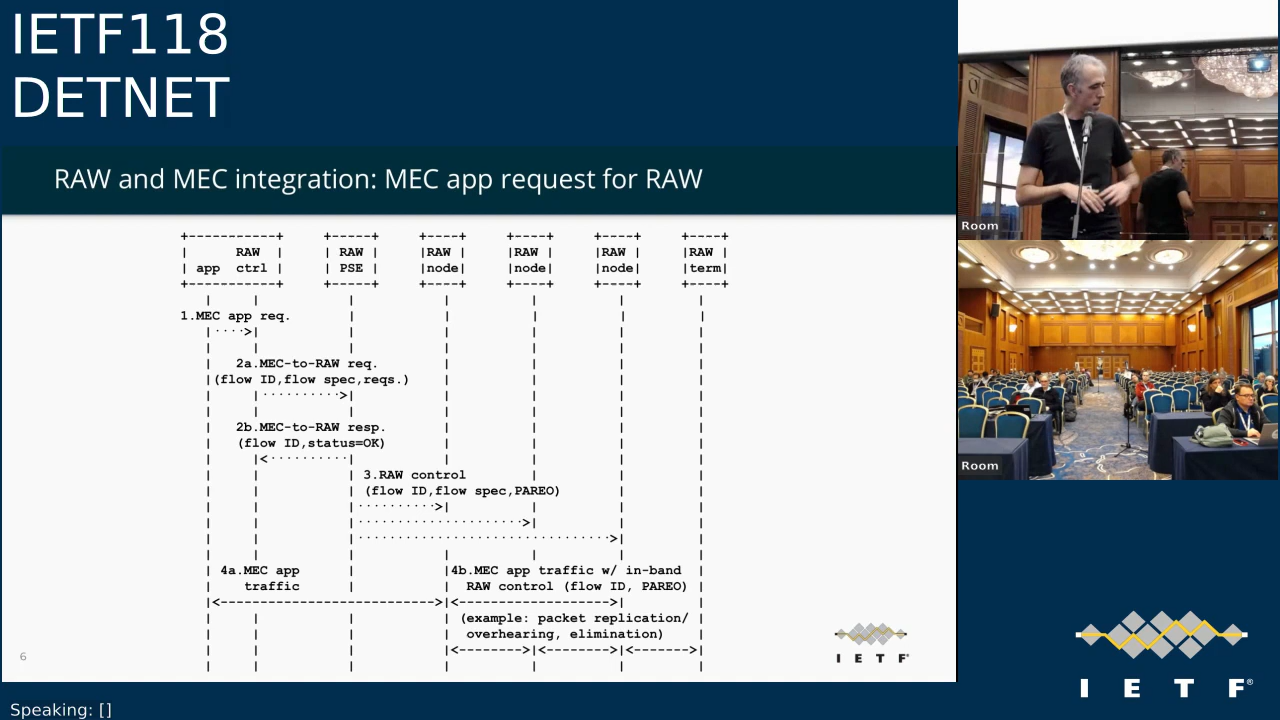 IETF118
DETNET
RAW and MEC integration: MEC app request for RAW
RAW RAW RAW RAW RAW RAW
app ctrl PSE node node node term
1.MEC app req.
2a.MEC-to-RAW req.
(flow ID,flow spec,reqs.)
2b.MEC-to-RAW resp.
(flow ID,status=OK)
3.RAW control
(flow ID,flow spec,PAREO)
4a.MEC app 4b.MEC app traffic w/ in-band
traffic RAW control (flow ID, PAREO)
(example: packet replication/
overhearing, elimination)
6
I E T F
Room
Room
I E T F®
Speaking: []